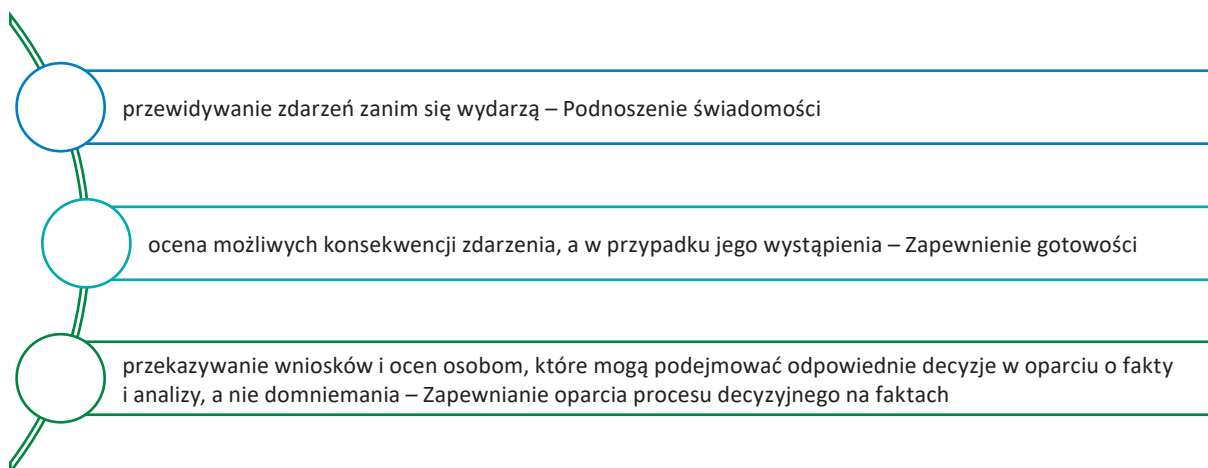 przewidywanie zdarzeń zanim się wydarzą – Podnoszenie świadomości
ocena możliwych konsekwencji zdarzenia, a w przypadku jego wystąpienia – Zapewnienie gotowości
przekazywanie wniosków i ocen osobom, które mogą podejmować odpowiednie decyzje w oparciu o fakty
i analizy, a nie domniemania – Zapewnianie oparcia procesu decyzyjnego na faktach